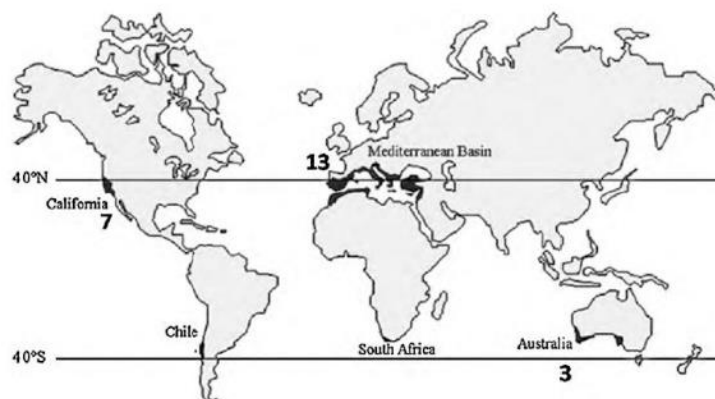 13
Mediterranean Basin
40°N
California
7
Chile
South Africa
Australia
40°S
3